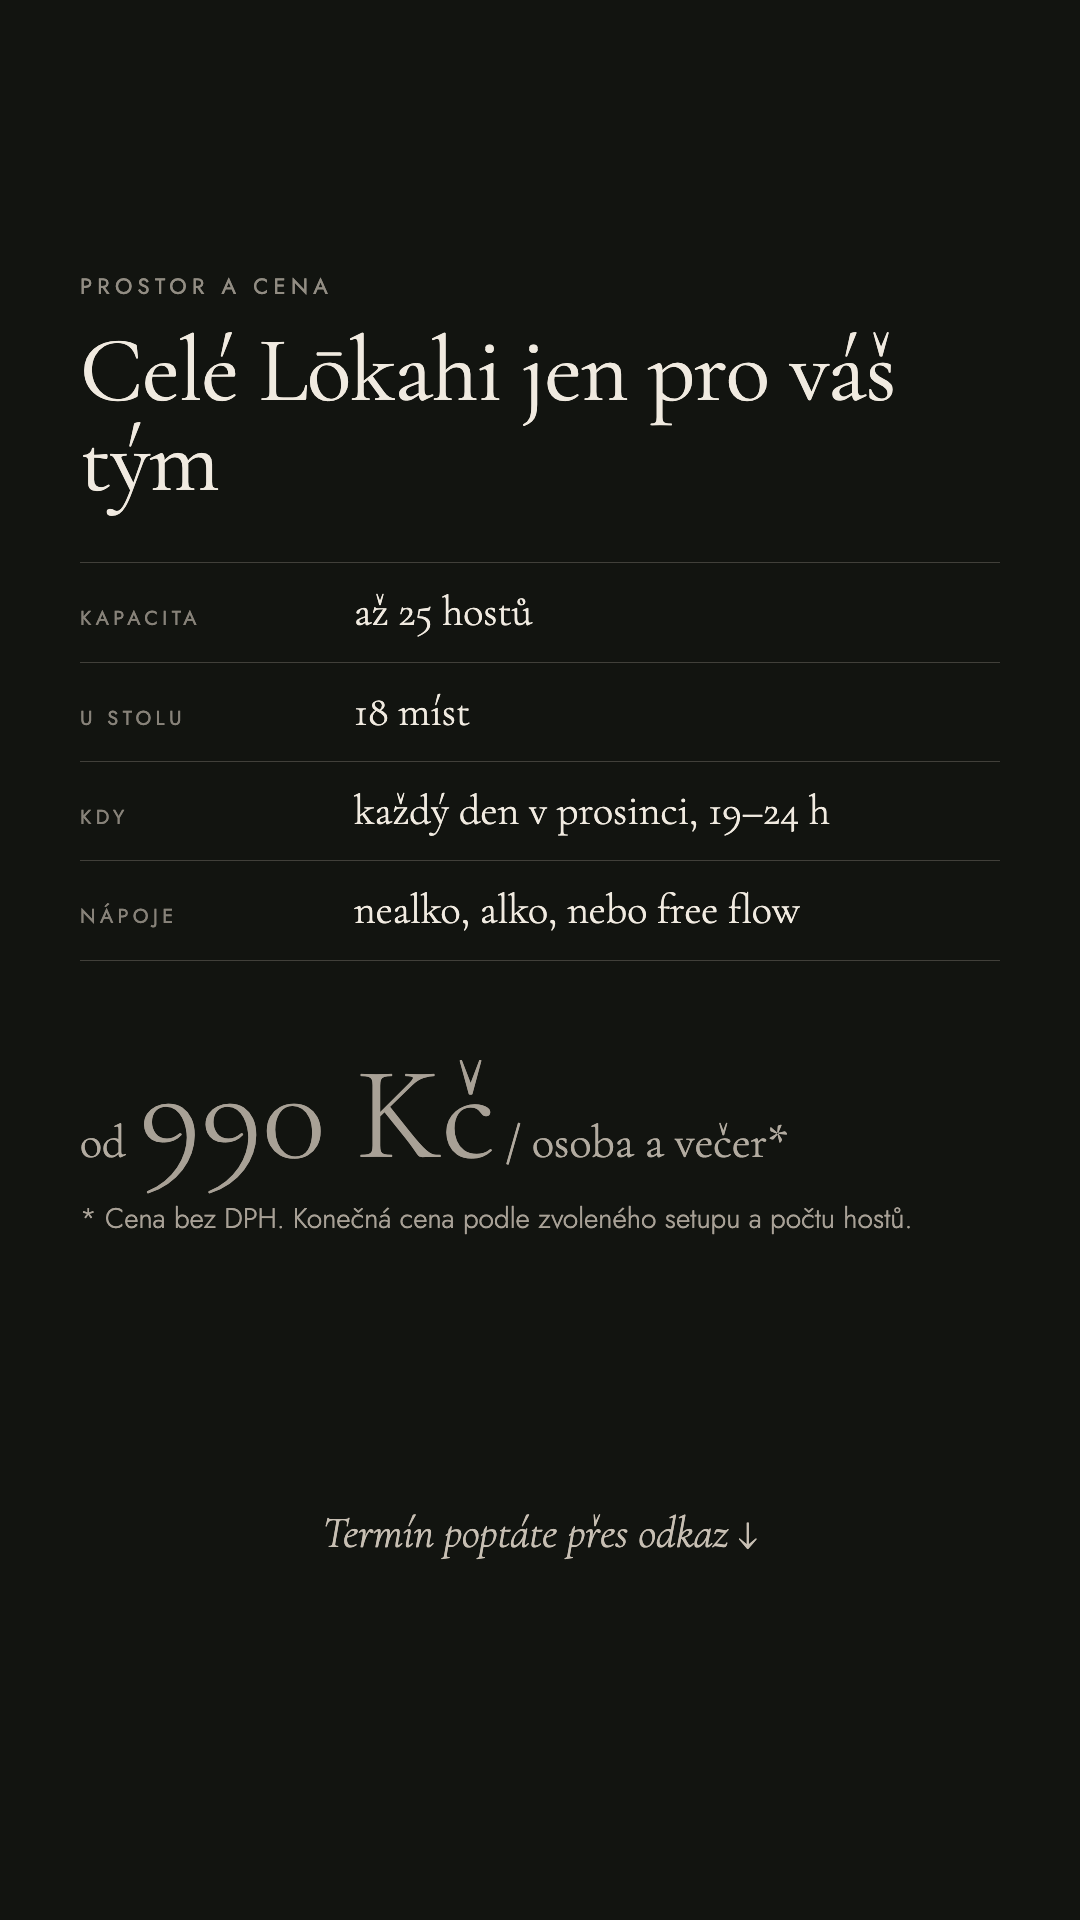 PROSTOR A CENA
Celé Lōkahi jen pro váš
tým
KAPACITA až 25 hostů
U STOLU 18 míst
KDY každý den v prosinci, 19–24 h
NÁPOJE nealko, alko, nebo free flow
od 990 Kč / osoba a večer*
* Cena bez DPH. Konečná cena podle zvoleného setupu a počtu hostů.
Termín poptáte přes odkaz ↓